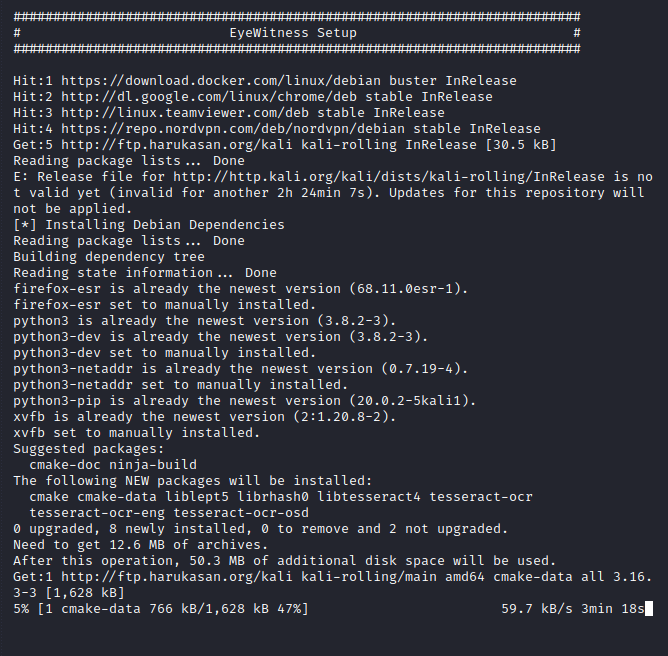 ########################################################################
#                           EyeWitness Setup                           #
########################################################################
Hit:1 https://download.docker.com/linux/debian buster InRelease
Hit:2 http://dl.google.com/linux/chrome/deb stable InRelease
Hit:3 http://linux.teamviewer.com/deb stable InRelease
Hit:4 https://repo.nordvpn.com/deb/nordvpn/debian stable InRelease
Get:5 http://ftp.harukasan.org/kali kali-rolling InRelease [30.5 kB]
Reading package lists... Done
E: Release file for http://http.kali.org/kali/dists/kali-rolling/InRelease is no
t valid yet (invalid for another 2h 24min 7s). Updates for this repository will
not be applied.
[*] Installing Debian Dependencies
Reading package lists... Done
Building dependency tree
Reading state information... Done
firefox-esr is already the newest version (68.11.0esr-1).
firefox-esr set to manually installed.
python3 is already the newest version (3.8.2-3).
python3-dev is already the newest version (3.8.2-3).
python3-dev set to manually installed.
python3-netaddr is already the newest version (0.7.19-4).
python3-netaddr set to manually installed.
python3-pip is already the newest version (20.0.2-5kali1).
xvfb is already the newest version (2:1.20.8-2).
xvfb set to manually installed.
Suggested packages:
  cmake-doc ninja-build
The following NEW packages will be installed:
  cmake cmake-data liblept5 librhash0 libtesseract4 tesseract-ocr
  tesseract-ocr-eng tesseract-ocr-osd
0 upgraded, 8 newly installed, 0 to remove and 2 not upgraded.
Need to get 12.6 MB of archives.
After this operation, 50.3 MB of additional disk space will be used.
Get:1 http://ftp.harukasan.org/kali kali-rolling/main amd64 cmake-data all 3.16.
3-3 [1,628 kB]
5% [1 cmake-data 766 kB/1,628 kB 47%]                        59.7 kB/s 3min 18s